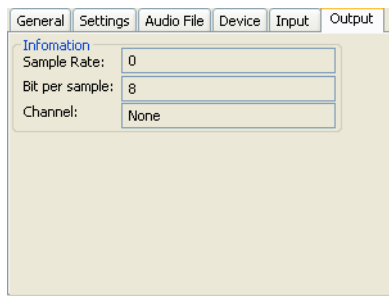 General Settings Audio File Device Input Output
Infomation
Sample Rate: 0
Bit per sample: 8
Channel: None